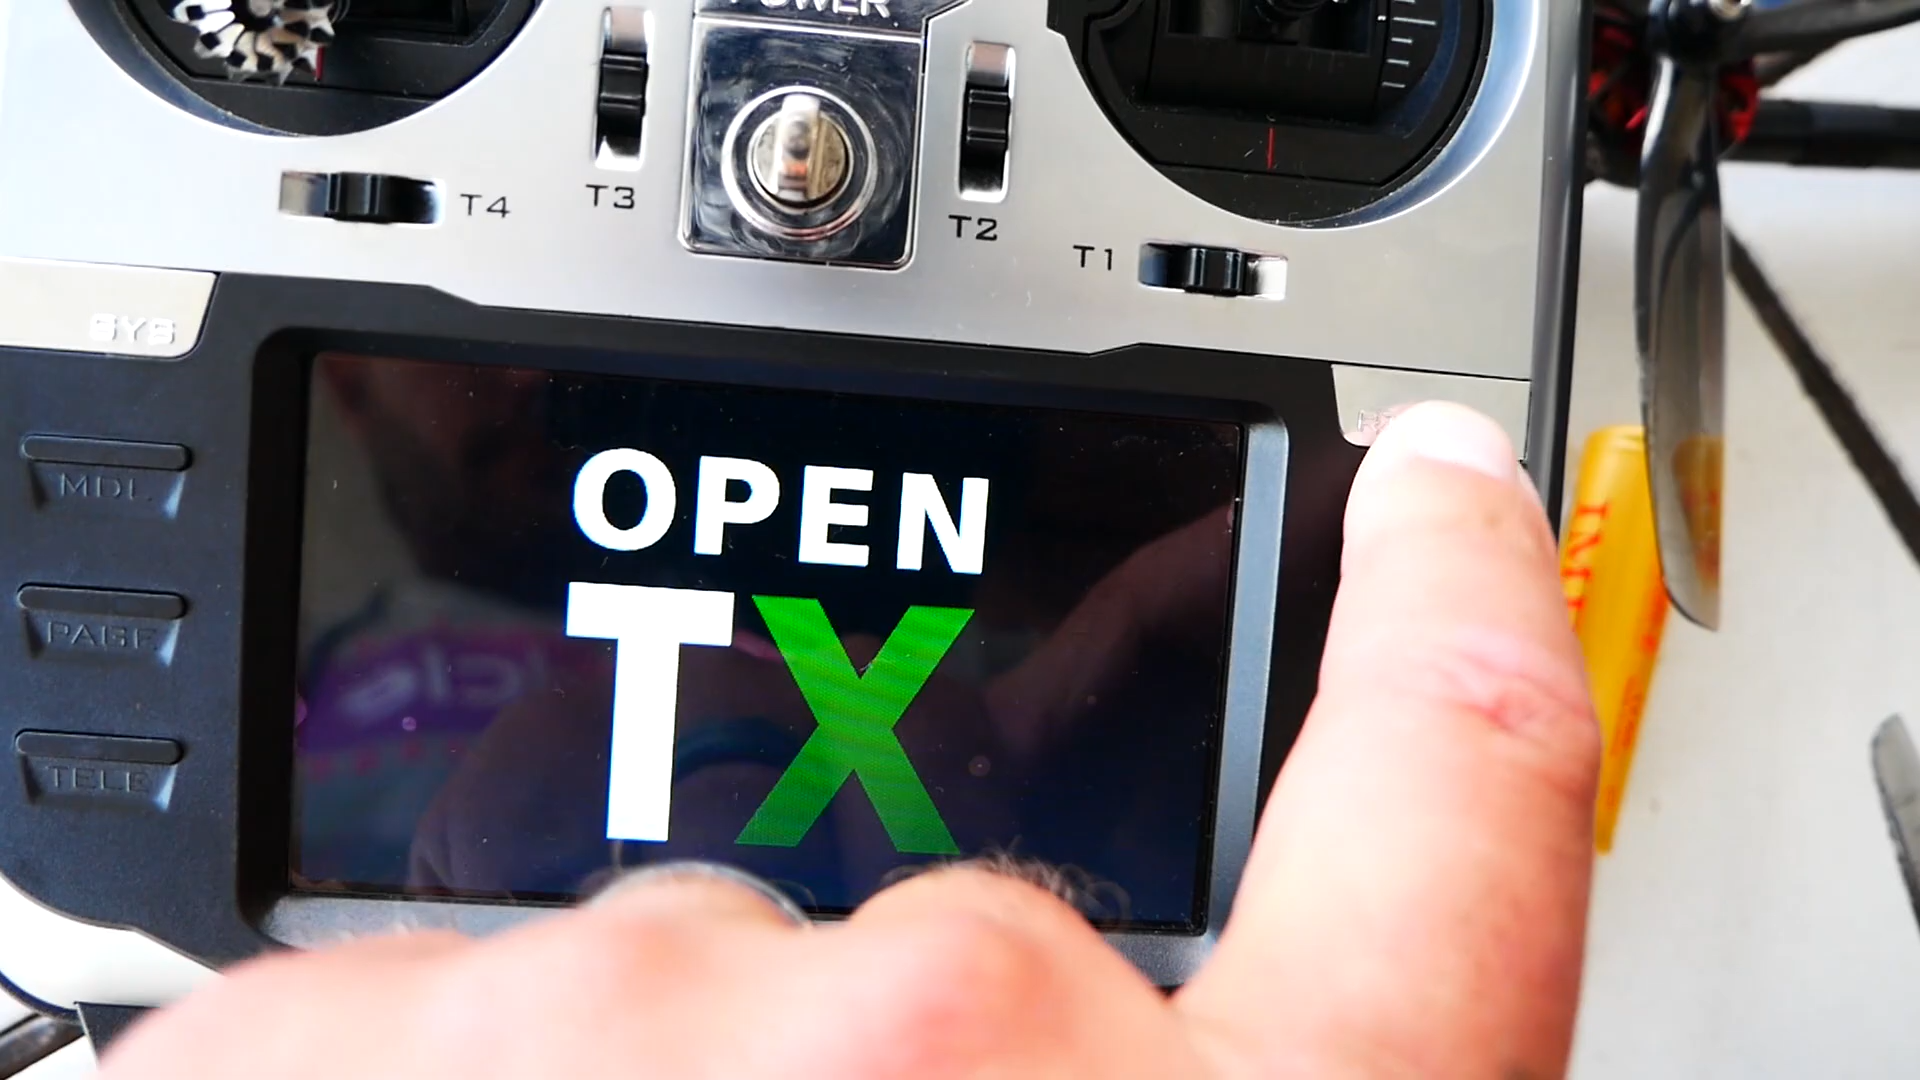 POWER
T4
T3
T2
T1
SYS
MDL
PAGE
TELE
OPEN
TX